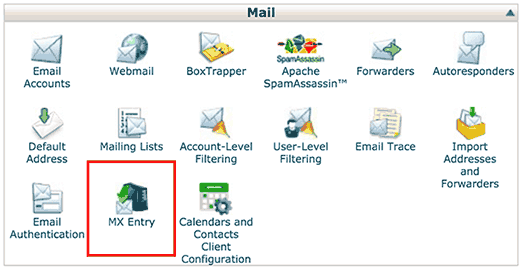 Mail
Email
Accounts
Webmail
BoxTrapper
SpamAssassin
Apache
SpamAssassin™
Forwarders
Autoresponders
Default
Address
Mailing Lists
Account-Level
Filtering
User-Level
Filtering
Email Trace
Import
Addresses
and
Forwarders
Email
Authentication
MX Entry
Calendars and
Contacts
Client
Configuration